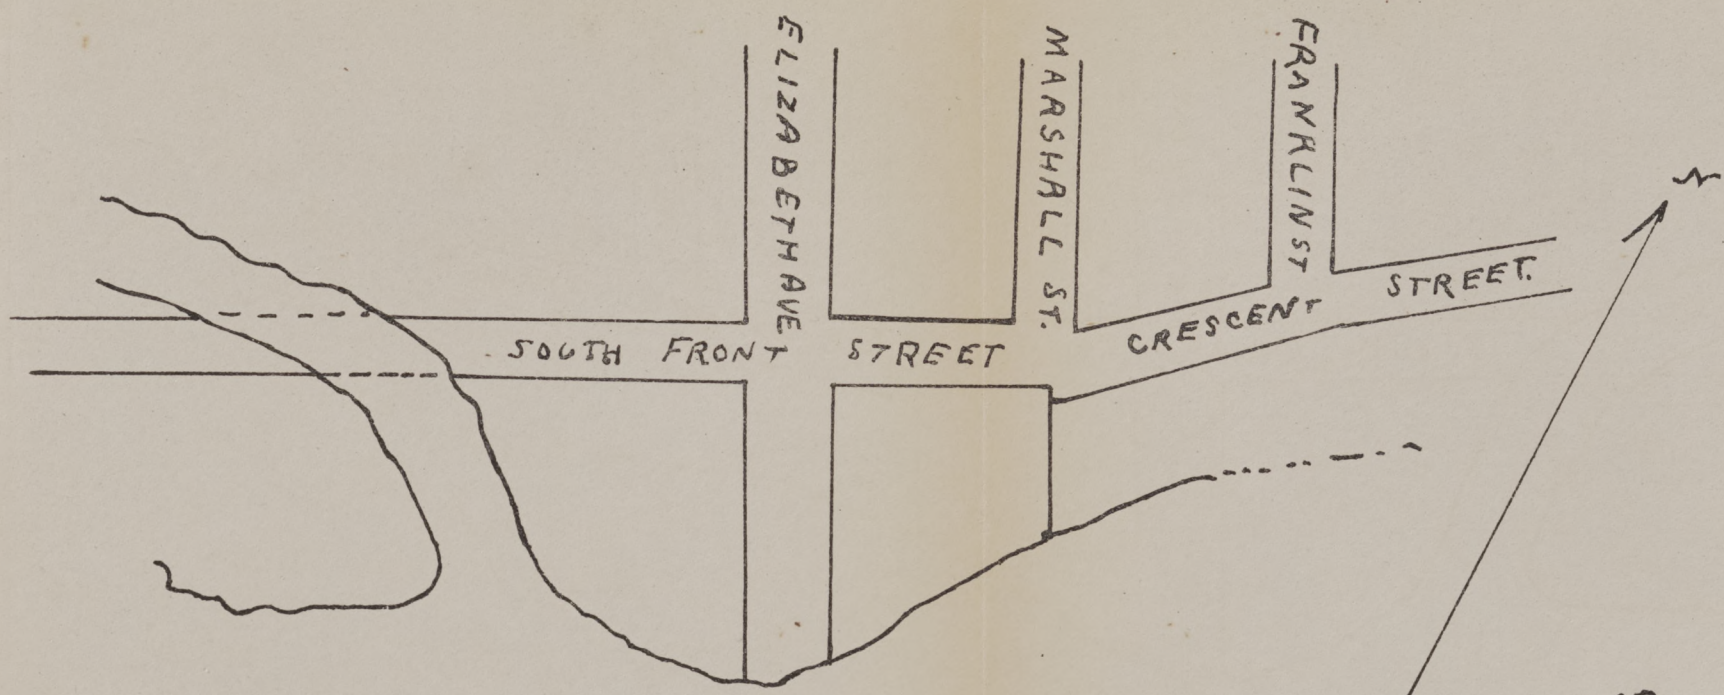 ELIZABETH AVE
MARSHALL ST.
FRANKLIN ST
N
SOUTH FRONT STREET
CRESCENT STREET.